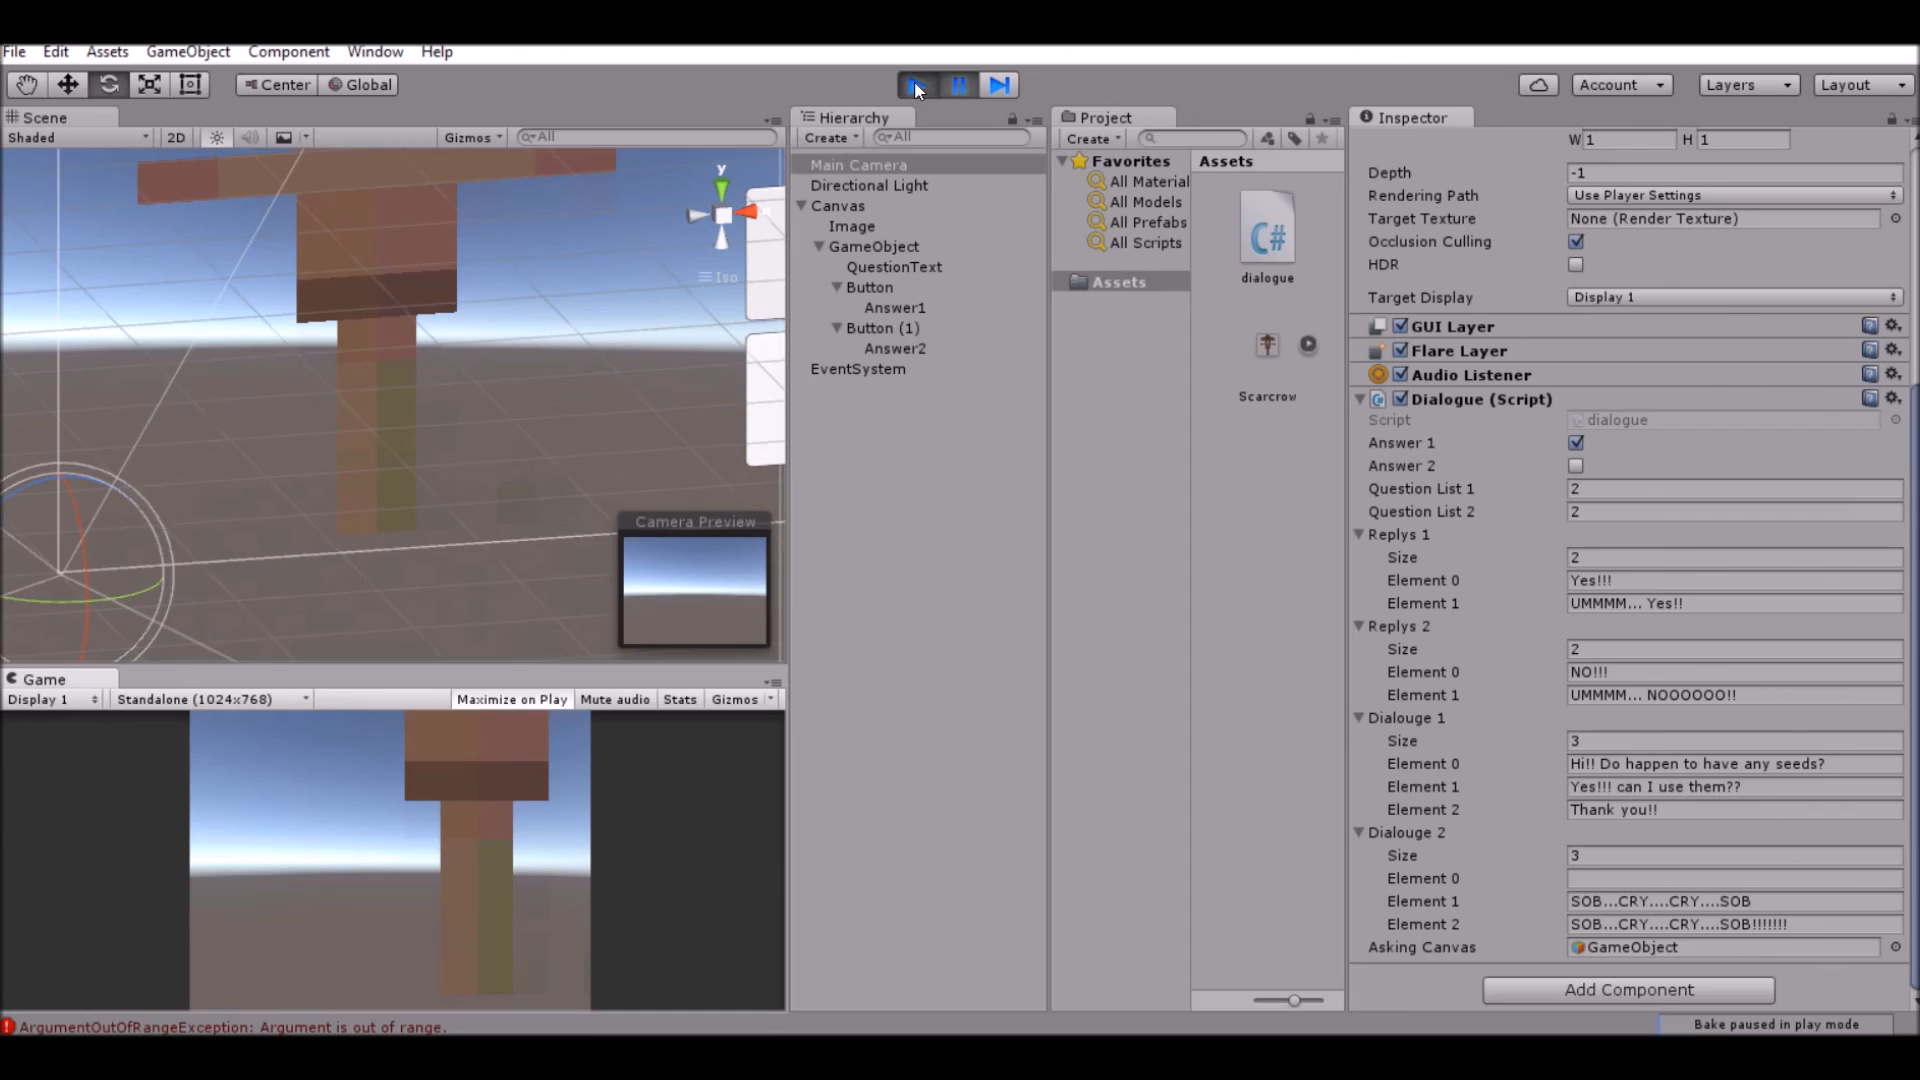 File Edit Assets GameObject Component Window Help
Center Global Account Layers Layout
Scene
Shaded 2D Gizmos All
y
x
Iso
Camera Preview
Game
Display 1 Standalone (1024x768) Maximize on Play Mute audio Stats Gizmos
Hierarchy
Create All
Main Camera
Directional Light
Canvas
Image
GameObject
QuestionText
Button
Answer1
Button (1)
Answer2
EventSystem
Project
Create
Favorites
All Material
All Models
All Prefabs
All Scripts
Assets
Assets
C#
dialogue
Scarcrow
Inspector
W 1 H 1
Depth -1
Rendering Path Use Player Settings
Target Texture None (Render Texture)
Occlusion Culling
HDR
Target Display Display 1
GUI Layer
Flare Layer
Audio Listener
Dialogue (Script)
Script dialogue
Answer 1
Answer 2
Question List 1 2
Question List 2 2
Replys 1
Size 2
Element 0 Yes!!!
Element 1 UMMMM... Yes!!
Replys 2
Size 2
Element 0 NO!!!
Element 1 UMMMM... NOOOOOO!!
Dialouge 1
Size 3
Element 0 Hi!! Do happen to have any seeds?
Element 1 Yes!!! can I use them??
Element 2 Thank you!!
Dialouge 2
Size 3
Element 0
Element 1 SOB...CRY....CRY....SOB
Element 2 SOB...CRY....CRY....SOB!!!!!!!
Asking Canvas GameObject
Add Component
ArgumentOutOfRangeException: Argument is out of range.
Bake paused in play mode